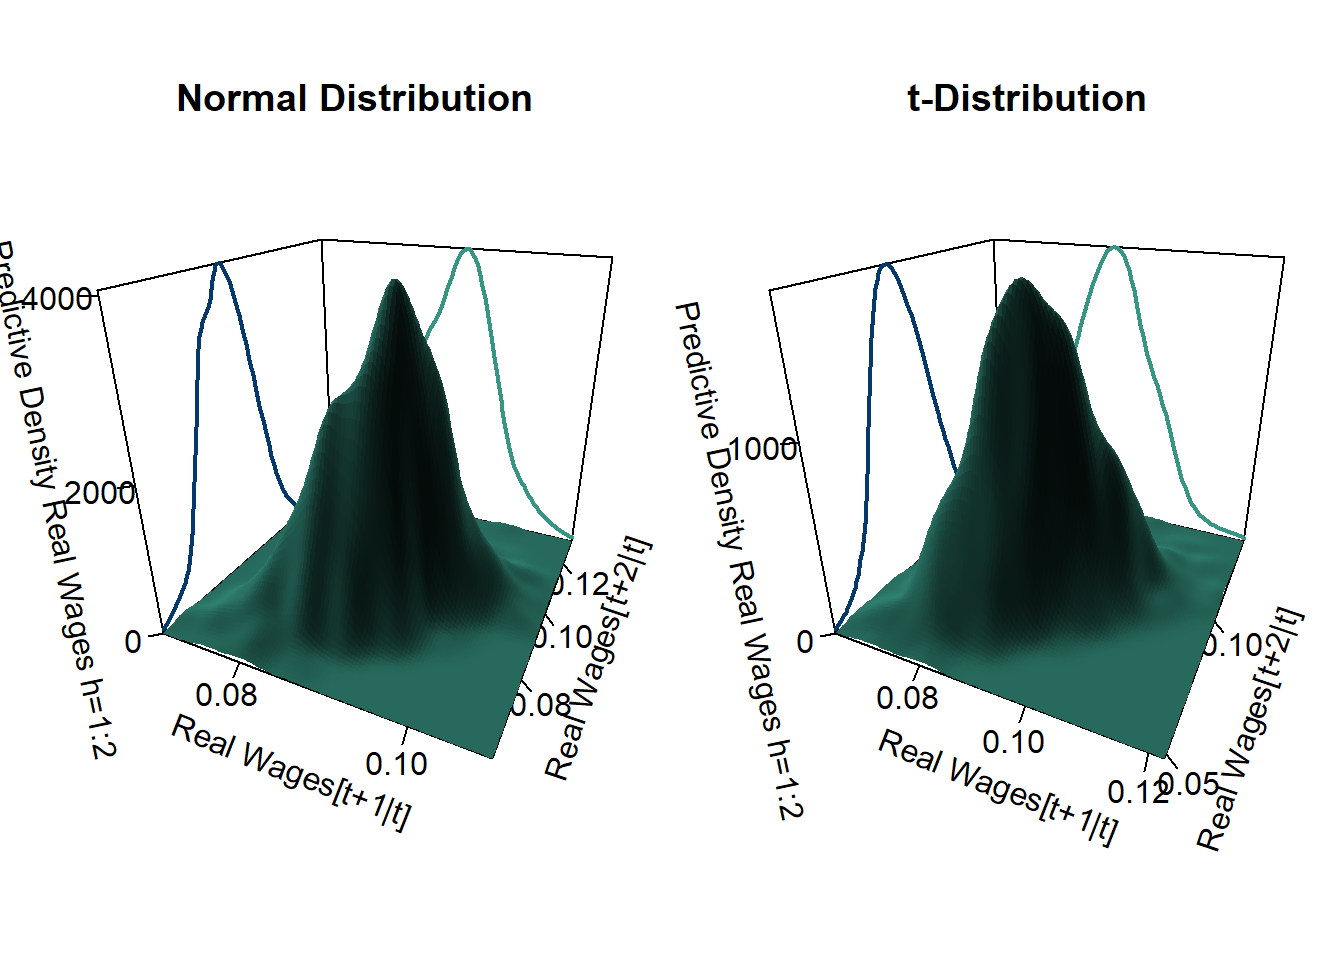 Normal Distribution
t-Distribution
Predictive Density Real Wages h=1:2
4000
2000
0
0.08
0.10
Real Wages[t+1|t]
0.12
0.10
0.08
Real Wages[t+2|t]
Predictive Density Real Wages h=1:2
1000
0
0.08
0.10
0.12
Real Wages[t+1|t]
0.10
0.05
Real Wages[t+2|t]